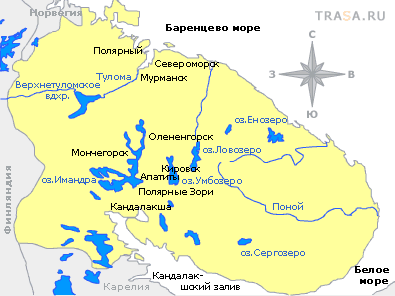 Норвегия
TRASA.RU
Баренцево море
С
З
В
Ю
Полярный
Североморск
Тулома
Мурманск
Верхнетуломское
вдхр.
оз.Енозеро
Оленегорск
оз.Ловозеро
Мончегорск
Кировск
Апатиты
оз.Имандра
оз.Умбозеро
Полярные Зори
Кандалакша
Поной
Финляндия
оз.Сергозеро
Белое
море
Кандалак-
шский залив
Карелия